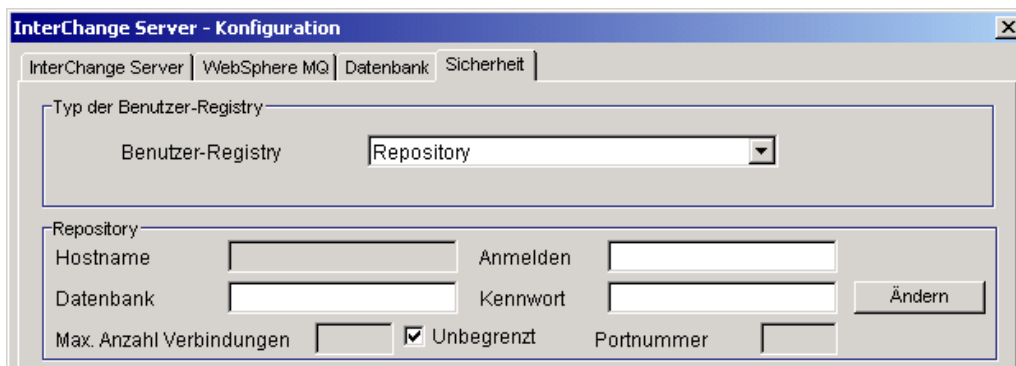 InterChange Server - Konfiguration
InterChange Server WebSphere MQ Datenbank Sicherheit
Typ der Benutzer-Registry
Benutzer-Registry Repository
Repository
Hostname Anmelden
Datenbank Kennwort Ändern
Max. Anzahl Verbindungen Unbegrenzt Portnummer